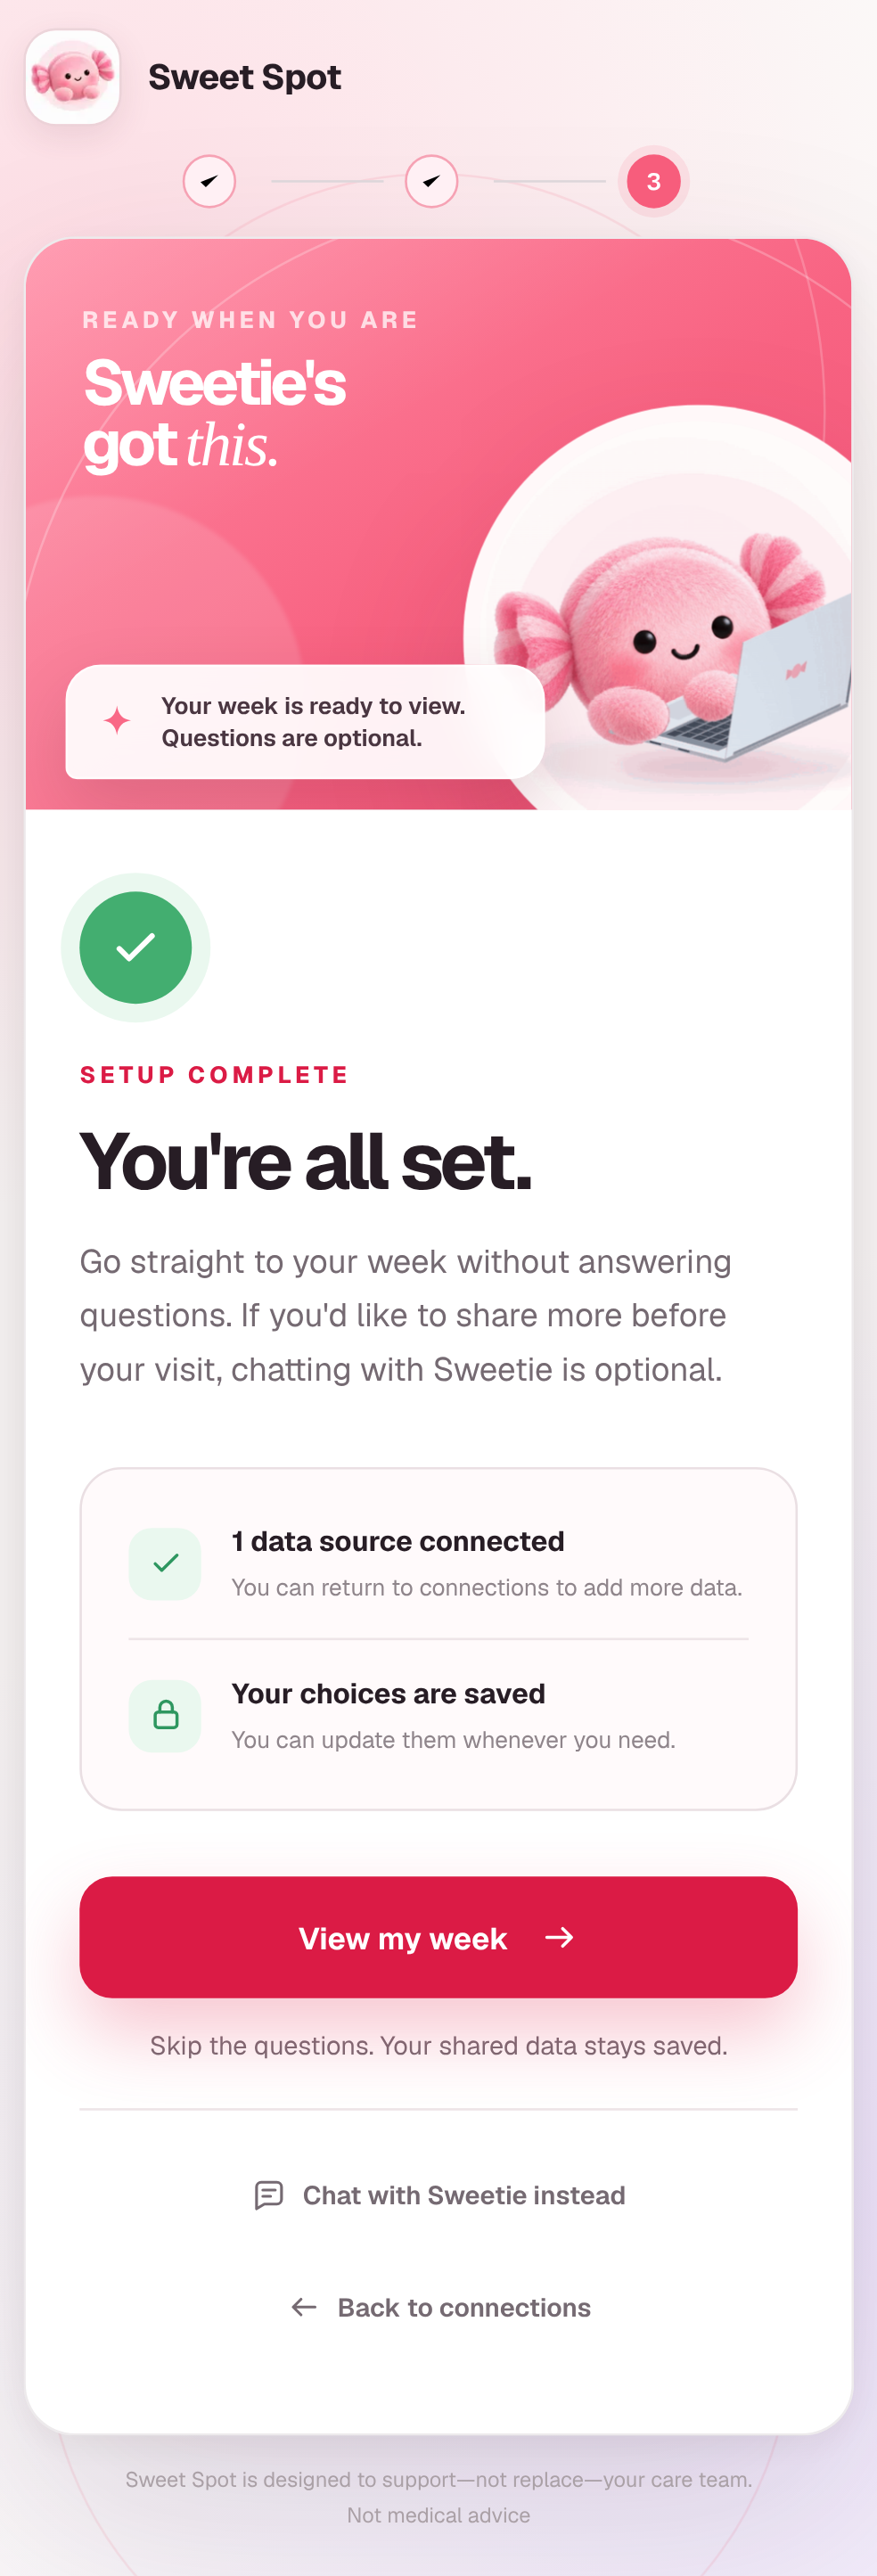 Sweet Spot
3
READY WHEN YOU ARE
Sweetie's
got this.
Your week is ready to view.
Questions are optional.
SETUP COMPLETE
You're all set.
Go straight to your week without answering
questions. If you'd like to share more before
your visit, chatting with Sweetie is optional.
1 data source connected
You can return to connections to add more data.
Your choices are saved
You can update them whenever you need.
View my week
Skip the questions. Your shared data stays saved.
Chat with Sweetie instead
Back to connections
Sweet Spot is designed to support—not replace—your care team.
Not medical advice